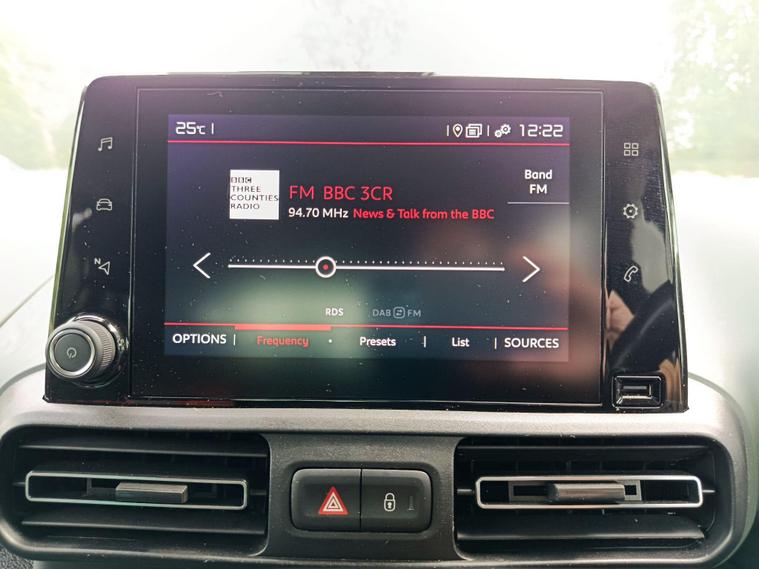 25°C
12:22
BBC
THREE
COUNTIES
RADIO
FM BBC 3CR
94.70 MHz News & Talk from the BBC
Band
FM
N
RDS
DAB FM
OPTIONS Frequency Presets List SOURCES